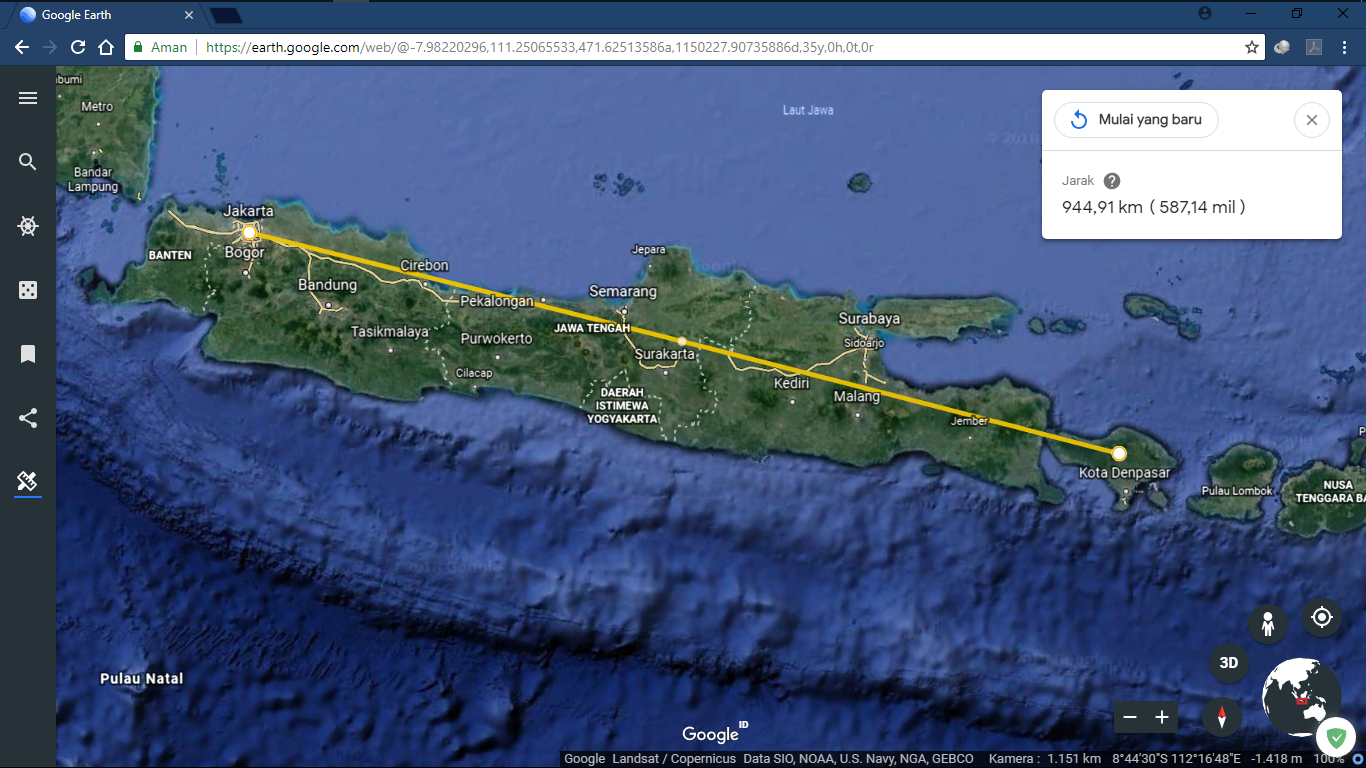 Google Earth
Aman
https://earth.google.com/web/@-7.98220296,111.25065533,471.62513586a,1150227.90735886d,35y,0h,0t,0r
Mulai yang baru
Jarak
944,91 km ( 587,14 mil )
bumi
Metro
Bandar
Lampung
Laut Jawa
Jakarta
BANTEN
Bogor
Bandung
Cirebon
Tasikmalaya
Pekalongan
Purwokerto
Cilacap
Jepara
Semarang
JAWA TENGAH
Surakarta
DAERAH
ISTIMEWA
YOGYAKARTA
Surabaya
Sidoarjo
Kediri
Malang
Jember
Kota Denpasar
Pulau Lombok
NUSA
TENGGARA BA
Pulau Natal
3D
Google ID
Google Landsat / Copernicus Data SIO, NOAA, U.S. Navy, NGA, GEBCO Kamera : 1.151 km 8°44'30"S 112°16'48"E -1.418 m 100%